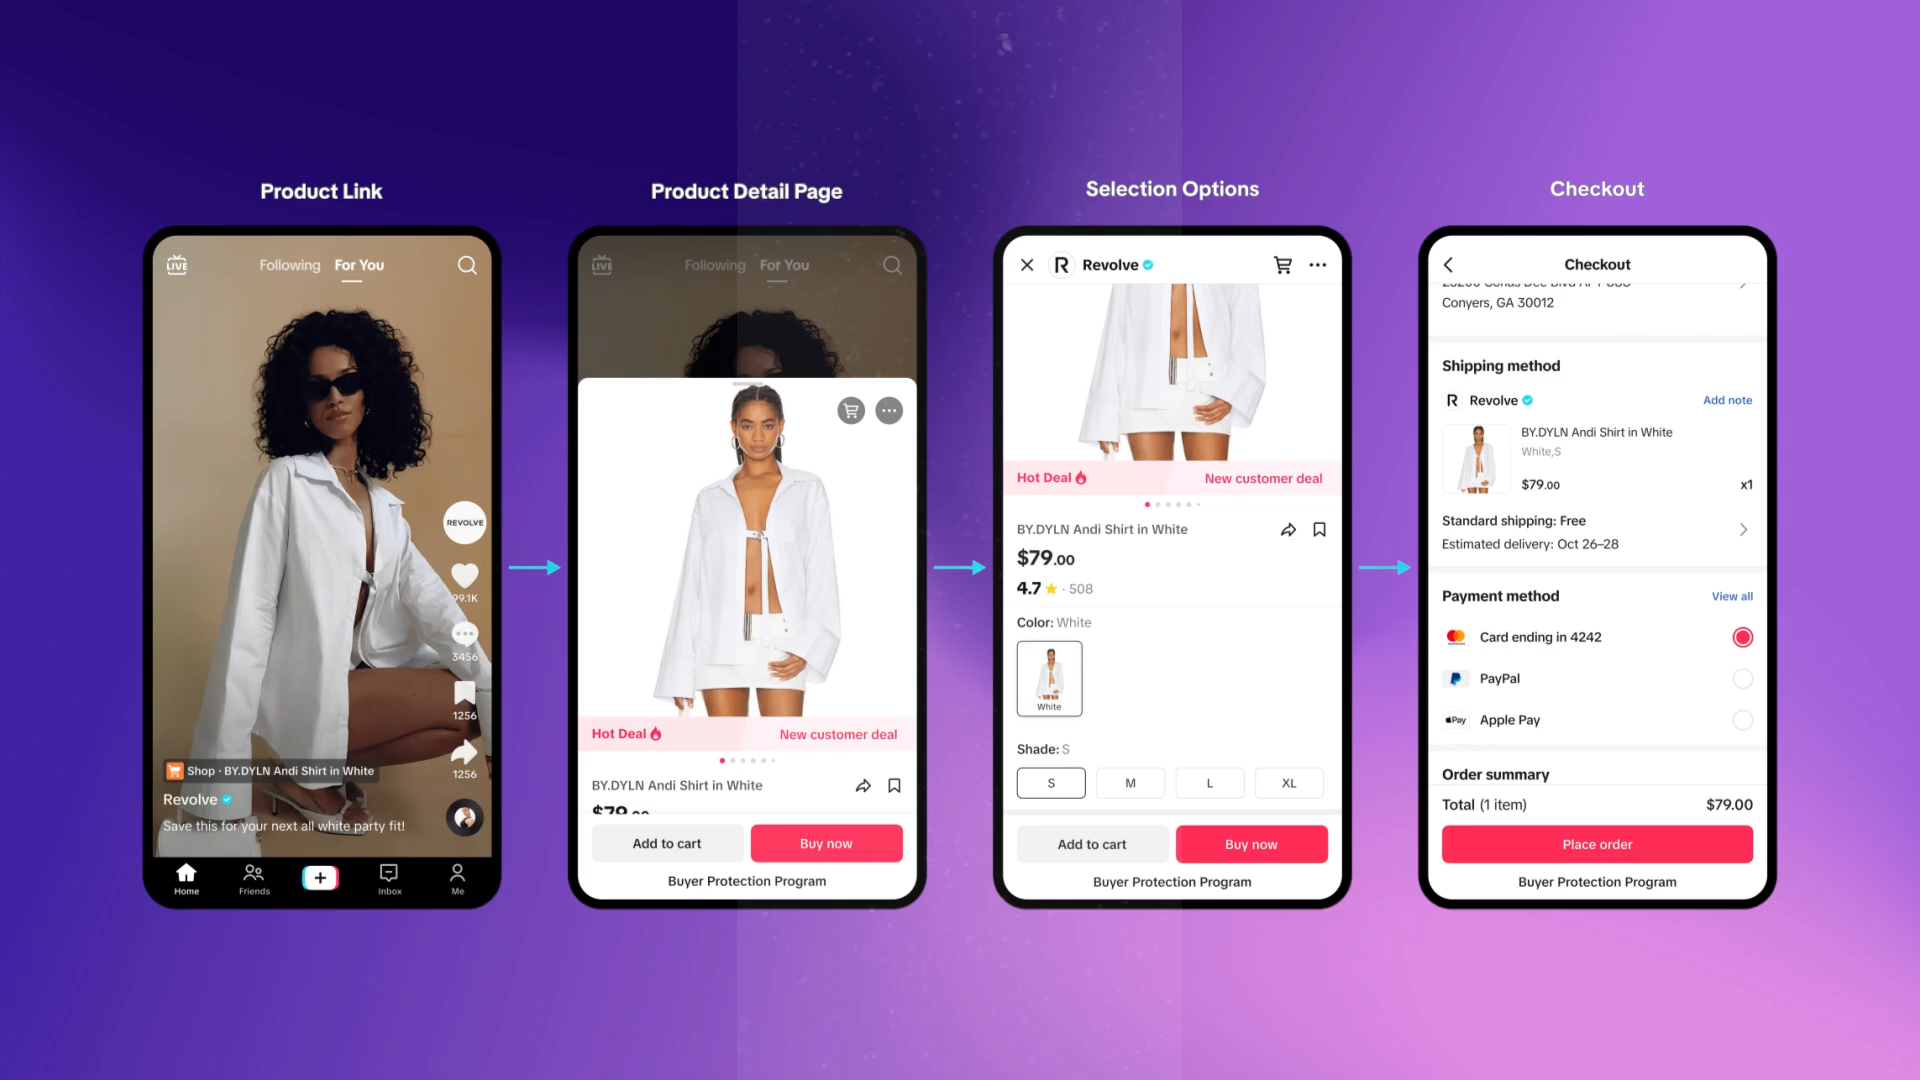 Product Link
LIVE
Following
For You
REVOLVE
99.1K
3456
1256
1256
Shop · BY.DYLN Andi Shirt in White
Revolve
Save this for your next all white party fit!
Home
Friends
Inbox
Me
Product Detail Page
LIVE
Following
For You
Hot Deal
New customer deal
BY.DYLN Andi Shirt in White
$79.00
Add to cart
Buy now
Buyer Protection Program
Selection Options
R Revolve
Hot Deal
New customer deal
BY.DYLN Andi Shirt in White
$79.00
4.7 · 508
Color: White
White
Shade: S
S
M
L
XL
Add to cart
Buy now
Buyer Protection Program
Checkout
Checkout
Conyers, GA 30012
Shipping method
R Revolve
Add note
BY.DYLN Andi Shirt in White
White,S
$79.00
x1
Standard shipping: Free
Estimated delivery: Oct 26–28
Payment method
View all
Card ending in 4242
PayPal
Pay
Apple Pay
Order summary
Total (1 item)
$79.00
Place order
Buyer Protection Program